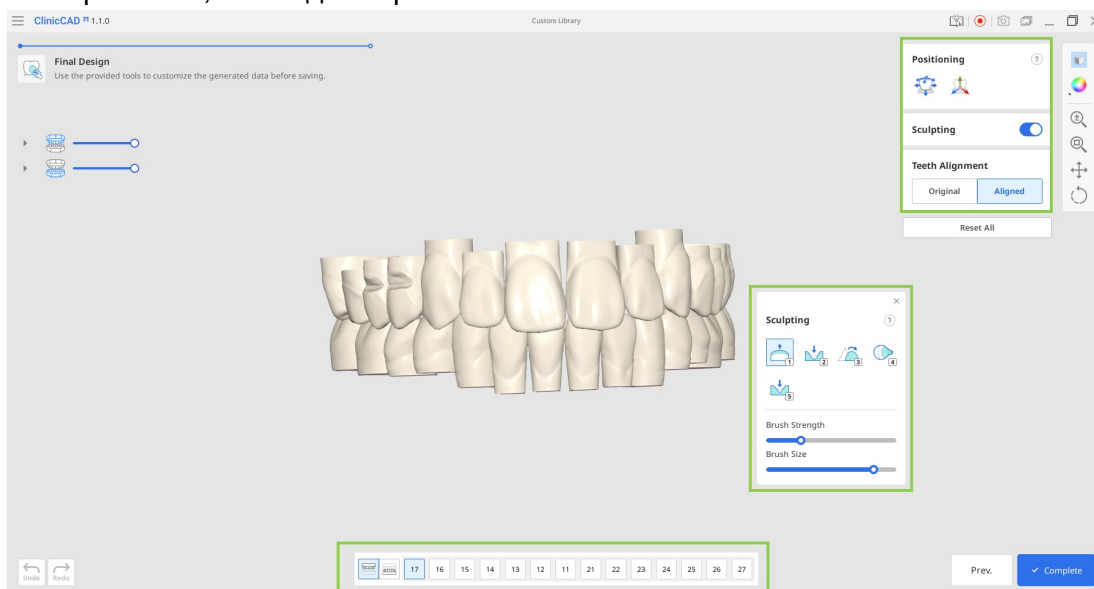 ClinicCAD 1.1.0
Custom Library
Final Design
Use the provided tools to customize the generated data before saving.
Positioning
?
Sculpting
Teeth Alignment
Original Aligned
Reset All
Sculpting
?
1 2 3 4
5
Brush Strength
Brush Size
Undo Redo
17 16 15 14 13 12 11 21 22 23 24 25 26 27
Prev.
Complete